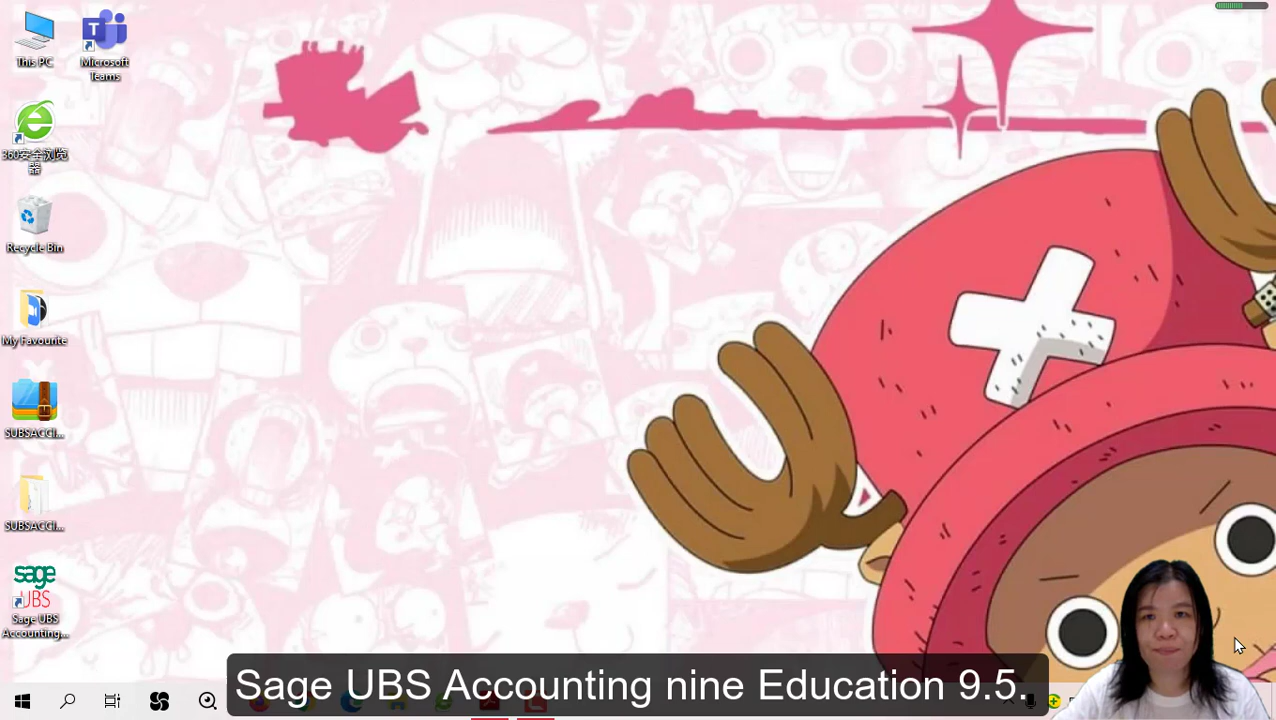 This PC
Microsoft
Teams
360安全浏览
器
Recycle Bin
My Favourite
SUBSACCI...
SUBSACCI...
sage
UBS
Sage UBS
Accounting...
Sage UBS Accounting nine Education 9.5.